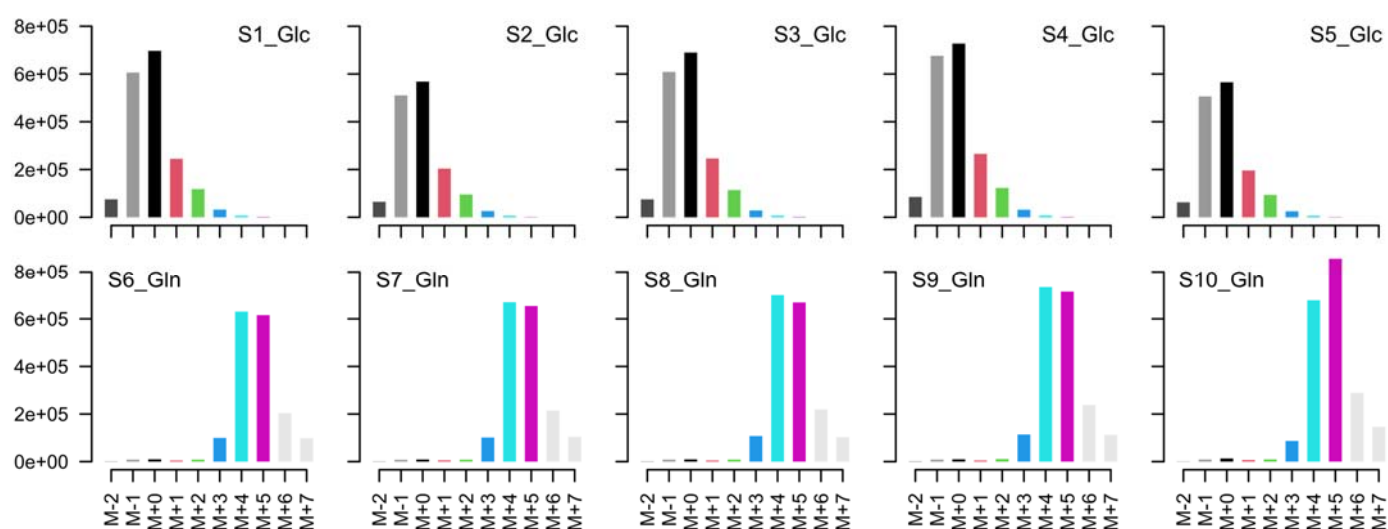 8e+05
6e+05
4e+05
2e+05
0e+00
S1_Glc
S2_Glc
S3_Glc
S4_Glc
S5_Glc
8e+05
6e+05
4e+05
2e+05
0e+00
S6_Gln
S7_Gln
S8_Gln
S9_Gln
S10_Gln
M-2
M-1
M+0
M+1
M+2
M+3
M+4
M+5
M+6
M+7
M-2
M-1
M+0
M+1
M+2
M+3
M+4
M+5
M+6
M+7
M-2
M-1
M+0
M+1
M+2
M+3
M+4
M+5
M+6
M+7
M-2
M-1
M+0
M+1
M+2
M+3
M+4
M+5
M+6
M+7
M-2
M-1
M+0
M+1
M+2
M+3
M+4
M+5
M+6
M+7